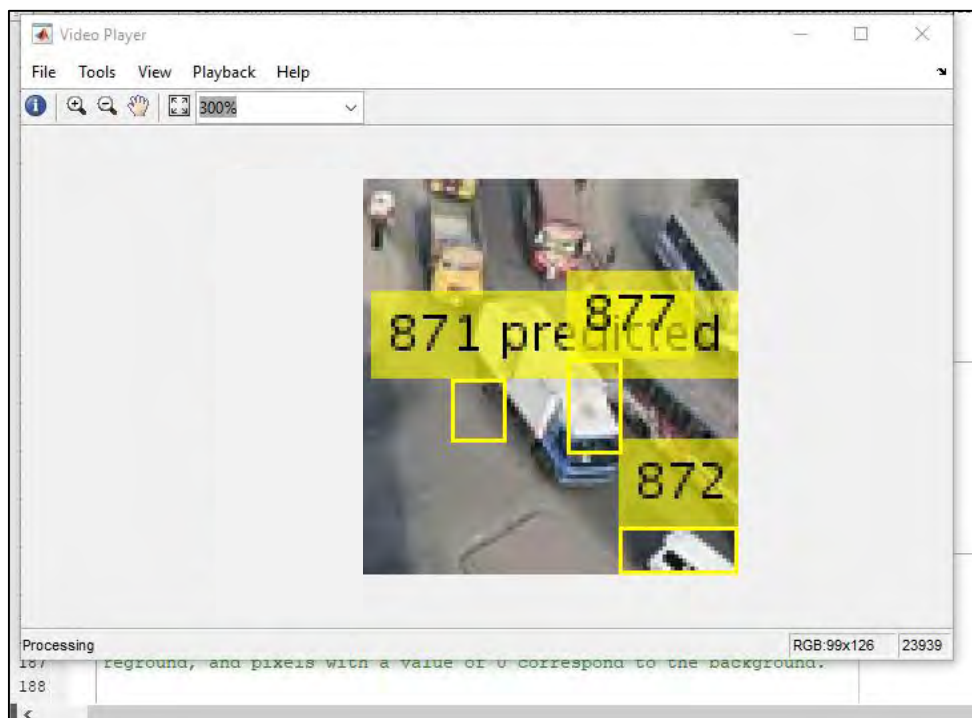 Video Player
File Tools View Playback Help
300%
877
871 predicted
872
Processing RGB:99x126 23939
187 reground, and pixels with a value of 0 correspond to the background.
188